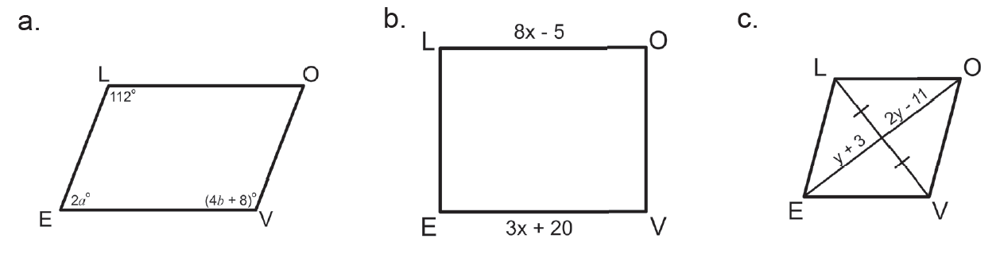 a.
L
O
112°
2a°
(4b + 8)°
E
V
b.
L
8x - 5
O
E
3x + 20
V
c.
L
O
2y - 11
y + 3
E
V